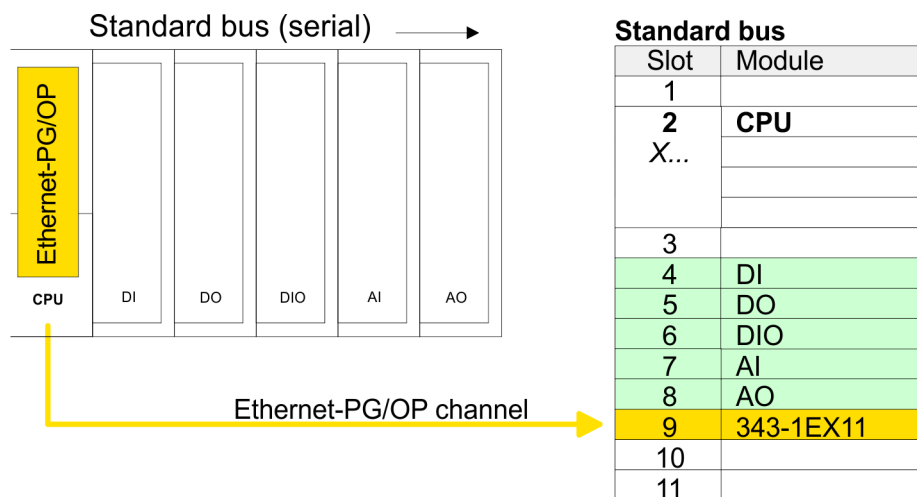 Standard bus (serial)
Ethernet-PG/OP
CPU
DI
DO
DIO
AI
AO
Ethernet-PG/OP channel
Standard bus
Slot Module
1
2 CPU
X...
3
4 DI
5 DO
6 DIO
7 AI
8 AO
9 343-1EX11
10
11